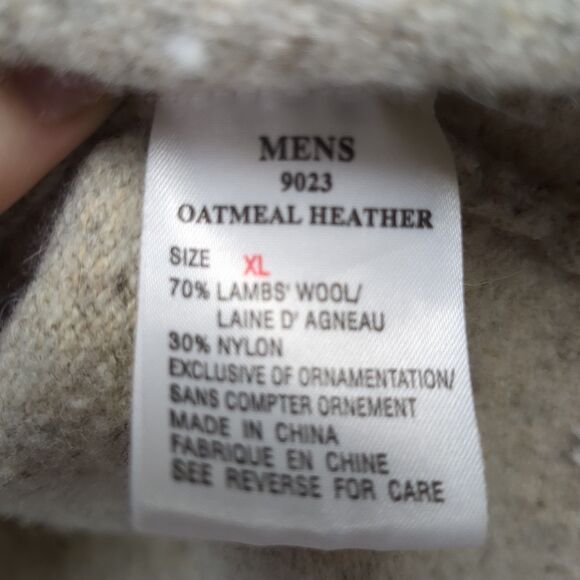 MENS
9023
OATMEAL HEATHER
SIZE XL
70% LAMBS' WOOL/
LAINE D' AGNEAU
30% NYLON
EXCLUSIVE OF ORNAMENTATION/
SANS COMPTER ORNEMENT
MADE IN CHINA
FABRIQUE EN CHINE
SEE REVERSE FOR CARE